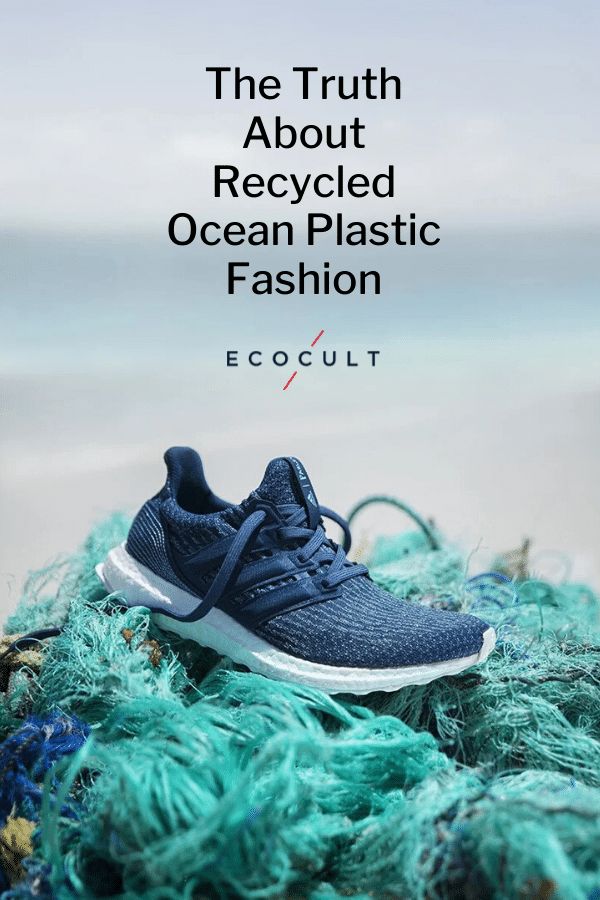 The Truth
About
Recycled
Ocean Plastic
Fashion
ECOCULT